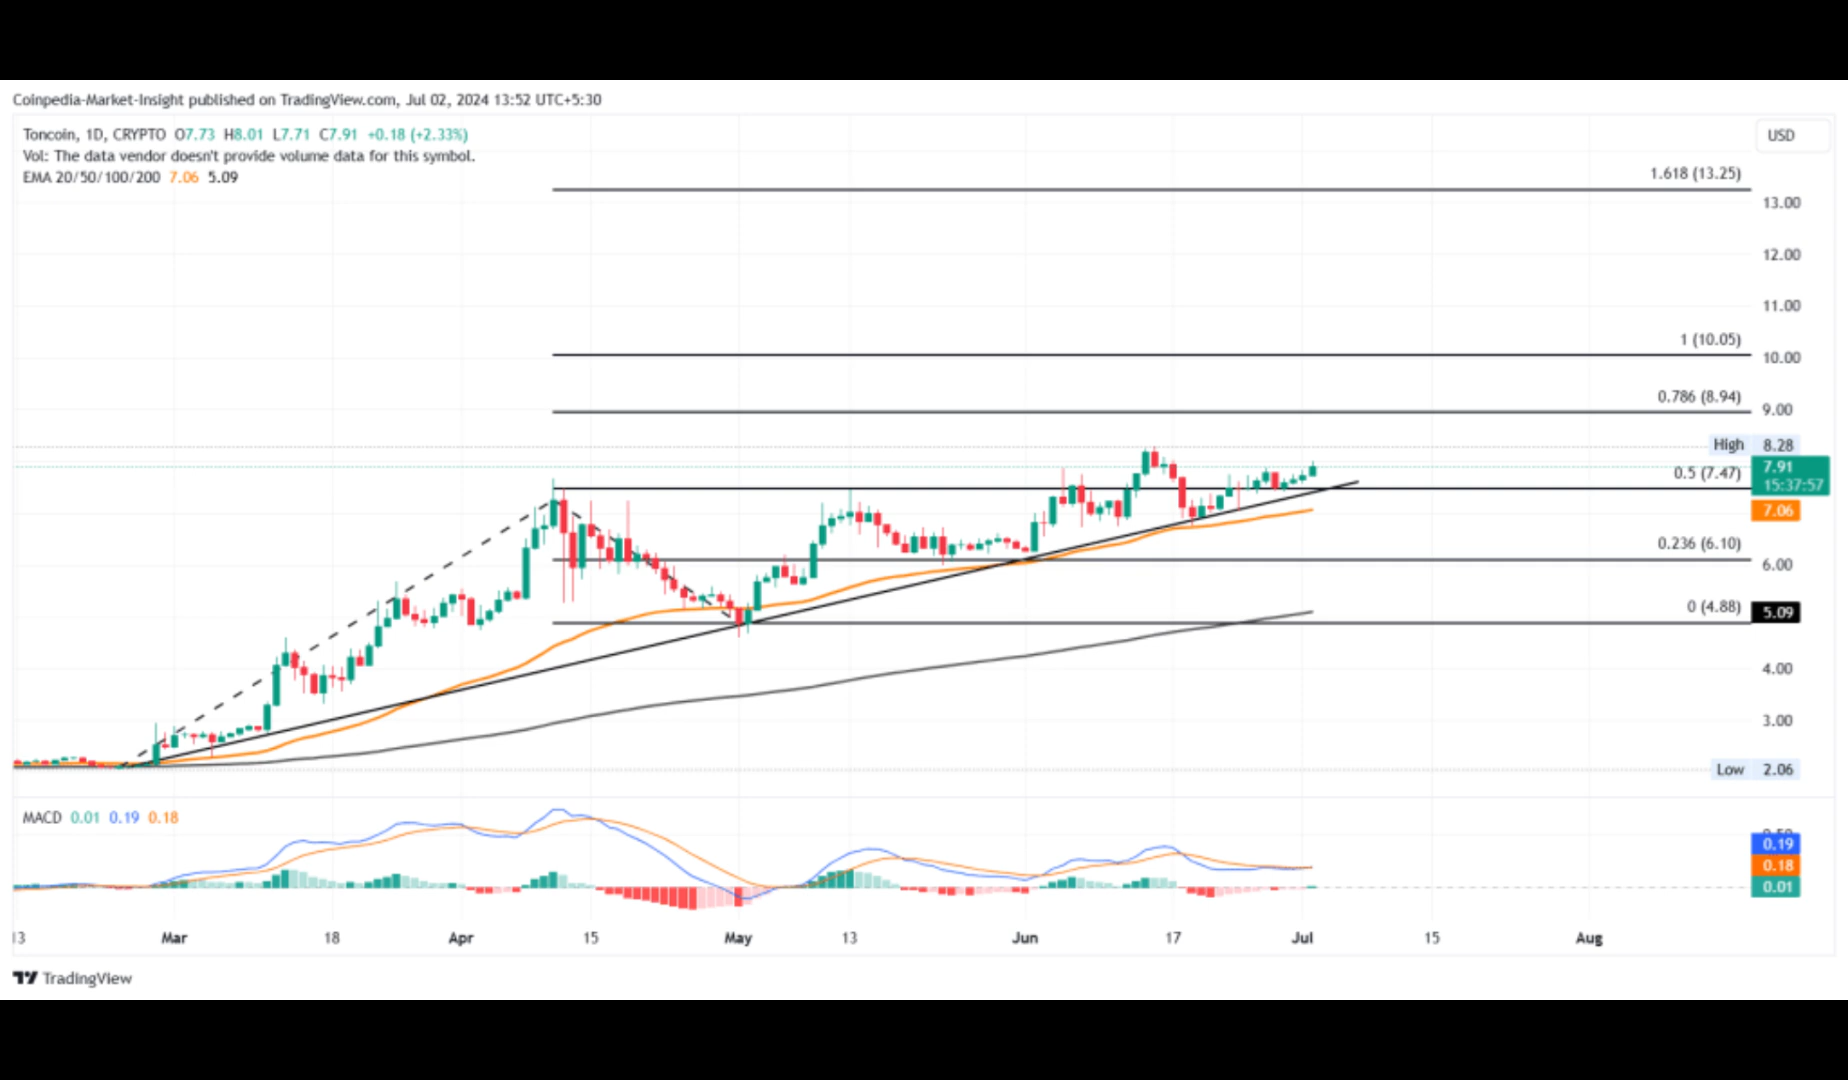 Coinpedia-Market-Insight published on TradingView.com, Jul 02, 2024 13:52 UTC+5:30
Toncoin, 1D, CRYPTO O7.73 H8.01 L7.71 C7.91 +0.18 (+2.33%)
USD
Vol: The data vendor doesn't provide volume data for this symbol.
EMA 20/50/100/200 7.06 5.09
1.618 (13.25)
13.00
12.00
11.00
1 (10.05)
10.00
0.786 (8.94)
9.00
High 8.28
7.91
0.5 (7.47)
15:37:57
7.06
0.236 (6.10)
6.00
0 (4.88)
5.09
4.00
3.00
Low 2.06
MACD 0.01 0.19 0.18
0.19
0.18
0.01
13 Mar 18 Apr 15 May 13 Jun 17 Jul 15 Aug
TradingView